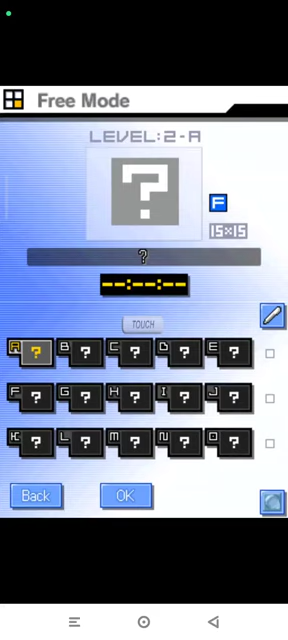 Free Mode
LEVEL:2-A
?
F
15×15
?
--:--:--
TOUCH
A ? B ? C ? D ? E ?
F ? G ? H ? I ? J ?
K ? L ? M ? N ? O ?
Back OK